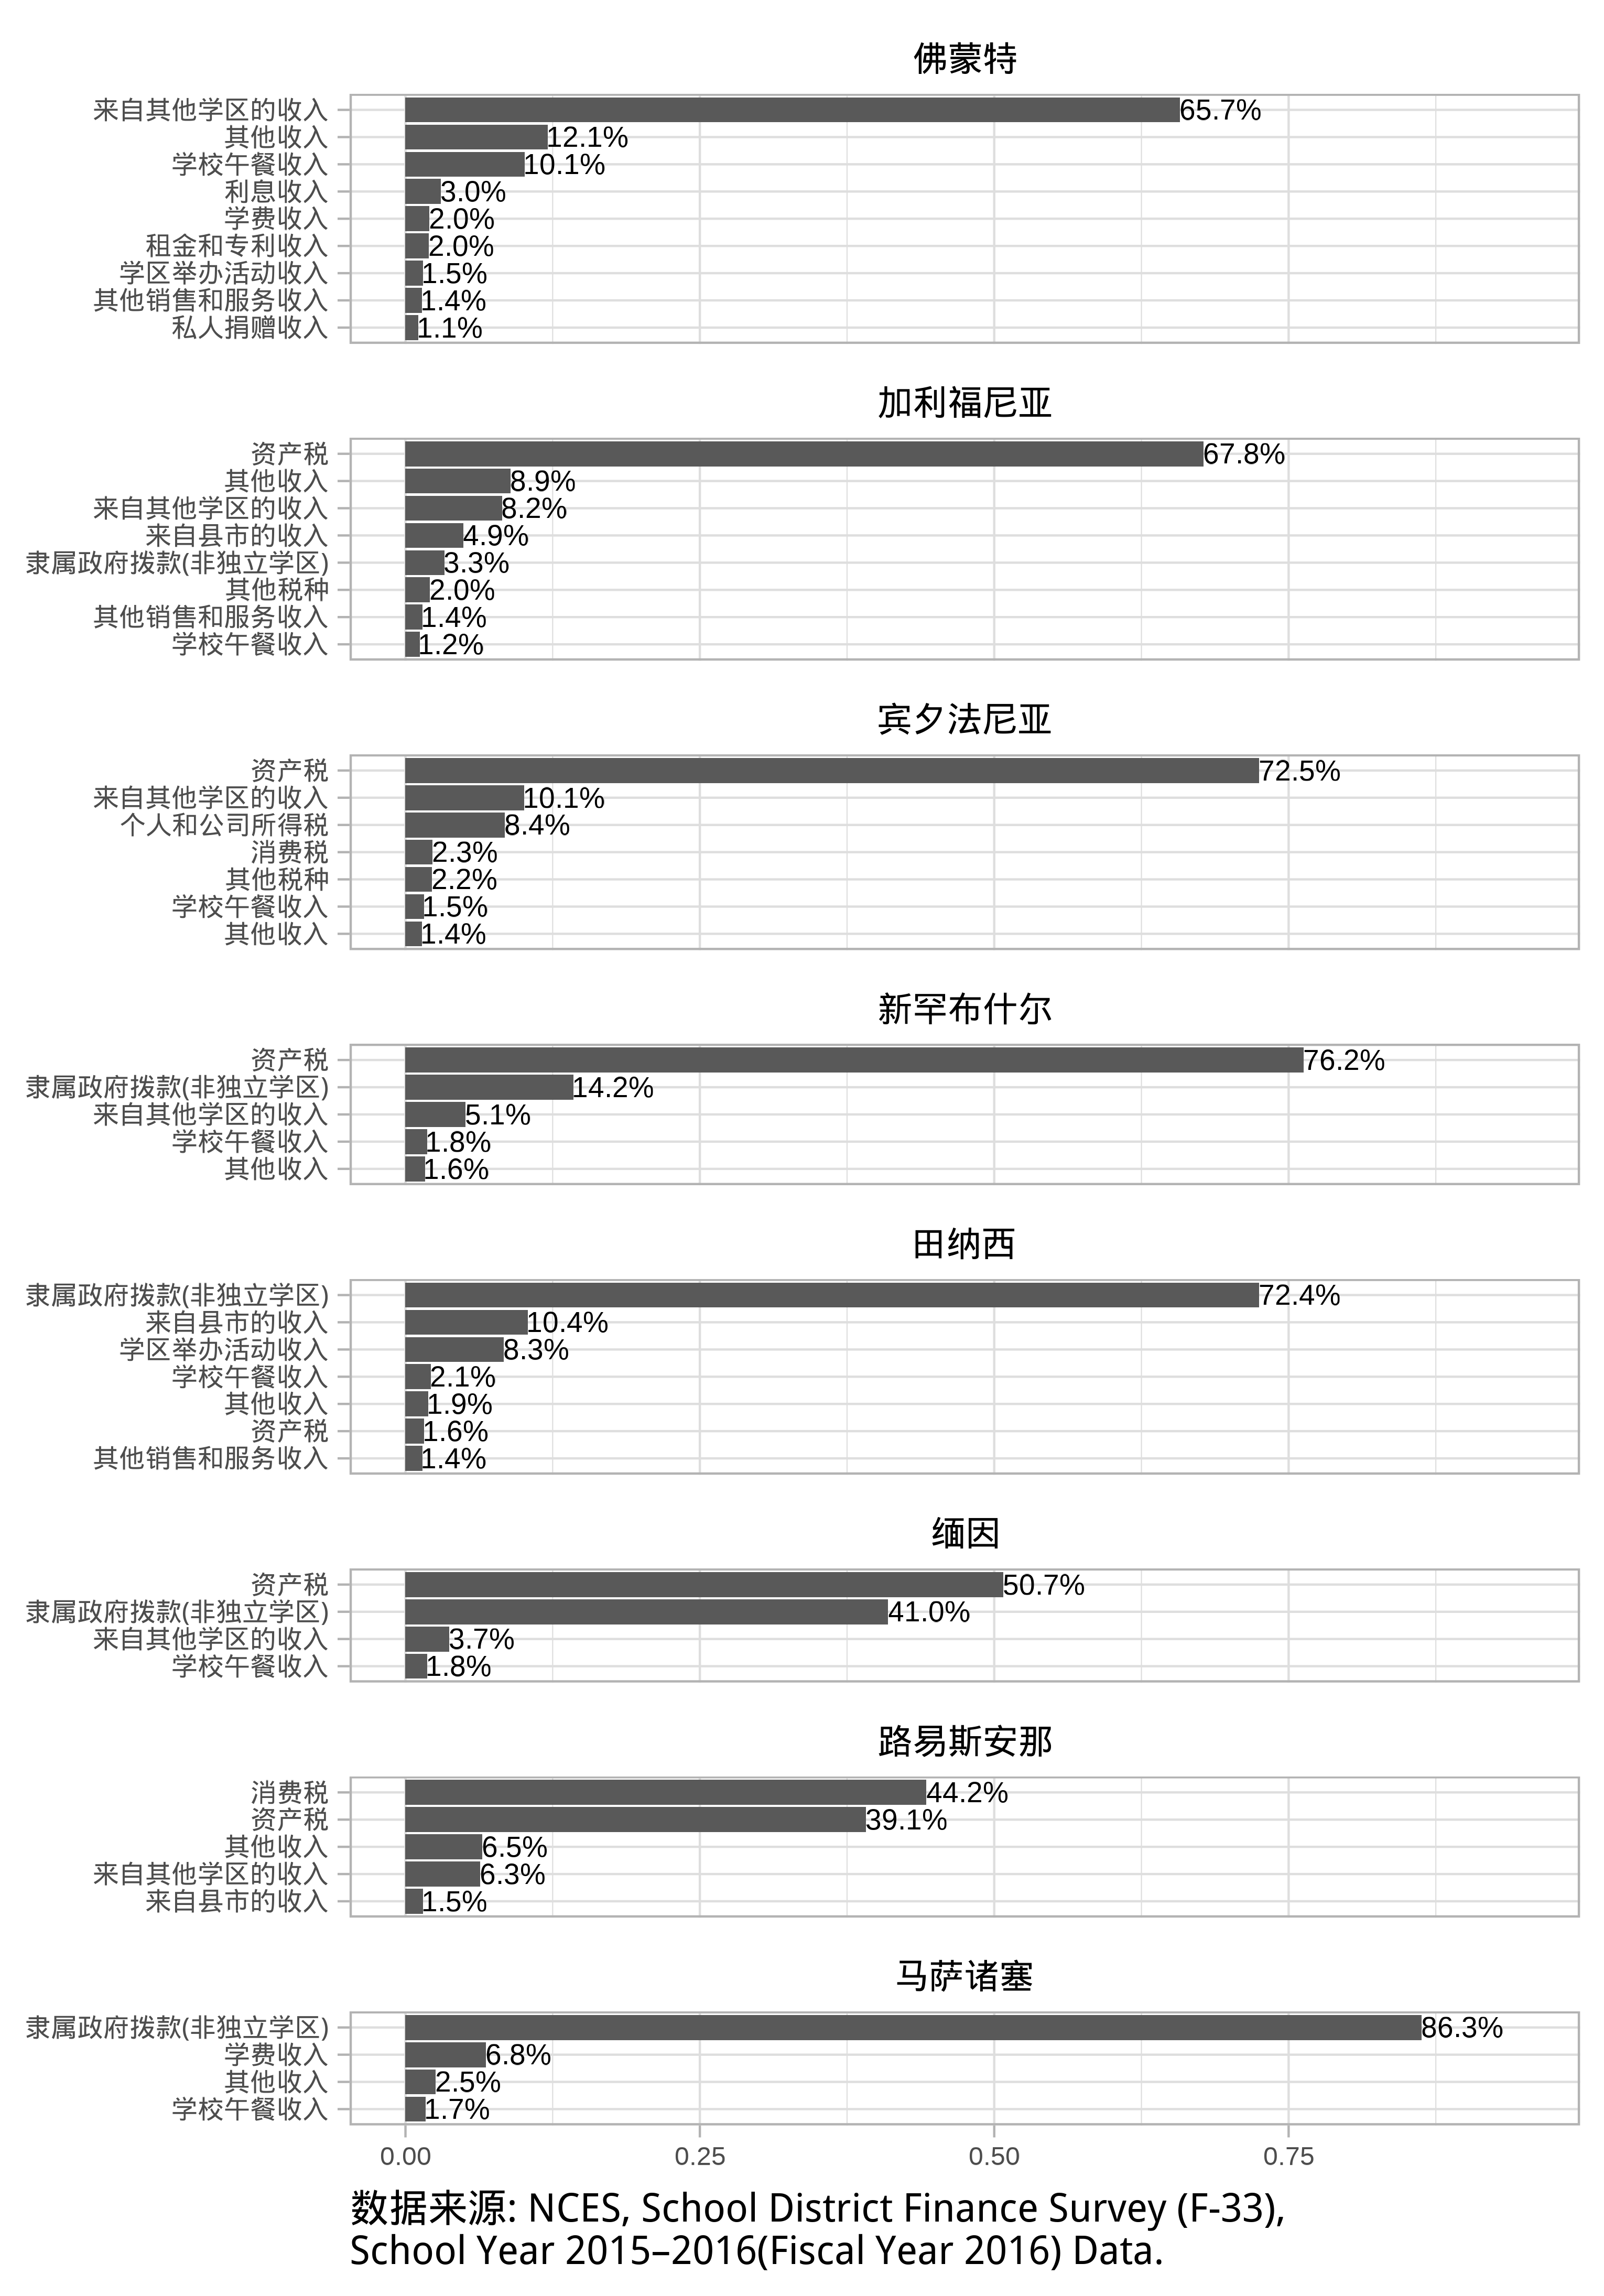 佛蒙特
来自其他学区的收入 65.7%
其他收入 12.1%
学校午餐收入 10.1%
利息收入 3.0%
学费收入 2.0%
租金和专利收入 2.0%
学区举办活动收入 1.5%
其他销售和服务收入 1.4%
私人捐赠收入 1.1%
加利福尼亚
资产税 67.8%
其他收入 8.9%
来自其他学区的收入 8.2%
来自县市的收入 4.9%
隶属政府拨款(非独立学区) 3.3%
其他税种 2.0%
其他销售和服务收入 1.4%
学校午餐收入 1.2%
宾夕法尼亚
资产税 72.5%
来自其他学区的收入 10.1%
个人和公司所得税 8.4%
消费税 2.3%
其他税种 2.2%
学校午餐收入 1.5%
其他收入 1.4%
新罕布什尔
资产税 76.2%
隶属政府拨款(非独立学区) 14.2%
来自其他学区的收入 5.1%
学校午餐收入 1.8%
其他收入 1.6%
田纳西
隶属政府拨款(非独立学区) 72.4%
来自县市的收入 10.4%
学区举办活动收入 8.3%
学校午餐收入 2.1%
其他收入 1.9%
资产税 1.6%
其他销售和服务收入 1.4%
缅因
资产税 50.7%
隶属政府拨款(非独立学区) 41.0%
来自其他学区的收入 3.7%
学校午餐收入 1.8%
路易斯安那
消费税 44.2%
资产税 39.1%
其他收入 6.5%
来自其他学区的收入 6.3%
来自县市的收入 1.5%
马萨诸塞
隶属政府拨款(非独立学区) 86.3%
学费收入 6.8%
其他收入 2.5%
学校午餐收入 1.7%
0.00 0.25 0.50 0.75
数据来源: NCES, School District Finance Survey (F-33),
School Year 2015–2016(Fiscal Year 2016) Data.